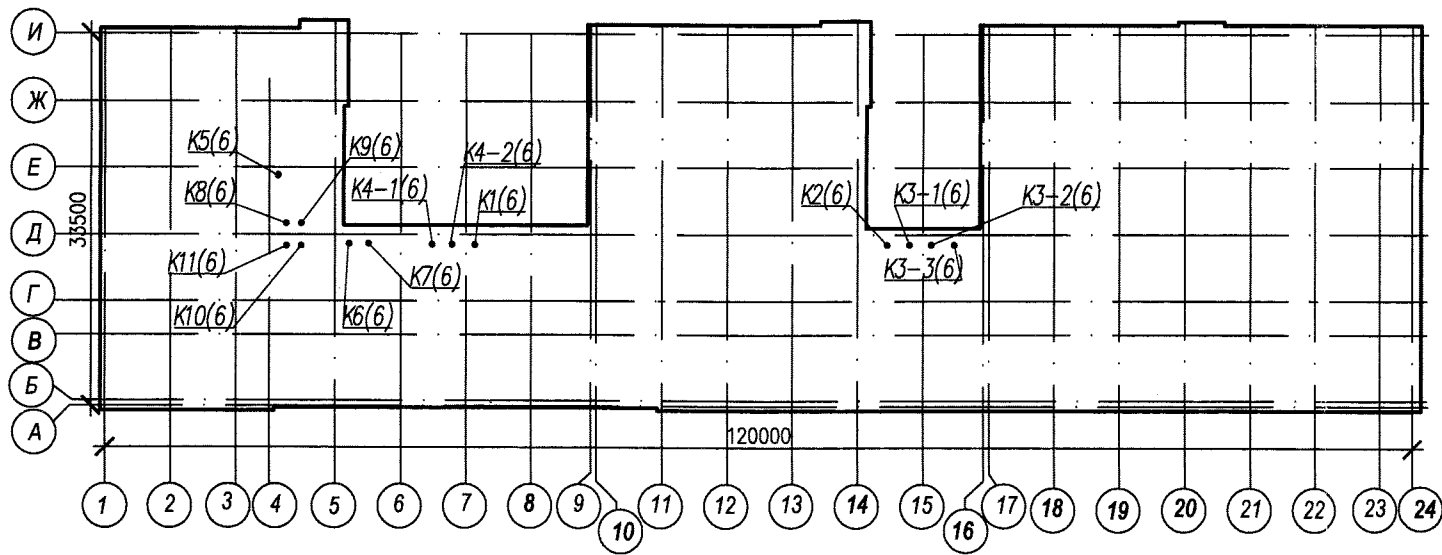 И
Ж
Е
Д
Г
В
Б
А
33500
К5(6)
К9(6)
К4-2(6)
К8(6)
К4-1(6)
К1(6)
К2(6)
К3-1(6)
К3-2(6)
К11(6)
К7(6)
К3-3(6)
К10(6)
К6(6)
120000
1 2 3 4 5 6 7 8 9 10 11 12 13 14 15 16 17 18 19 20 21 22 23 24